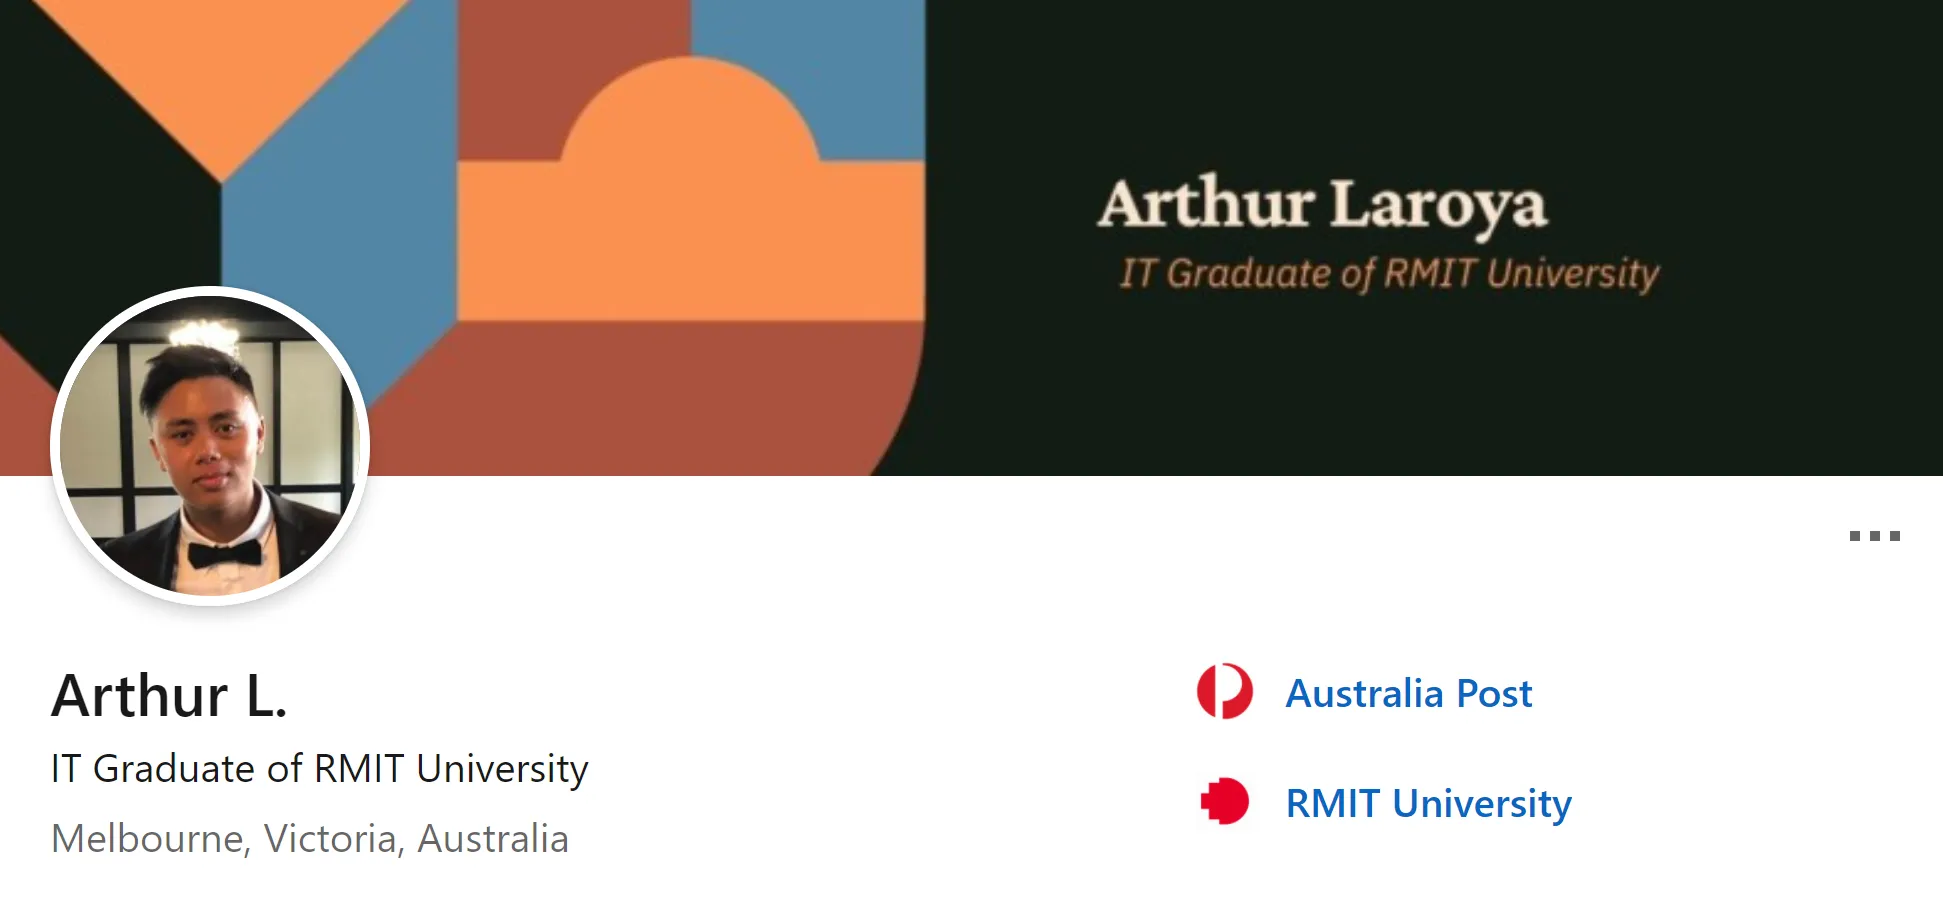 Arthur Laroya
IT Graduate of RMIT University
Arthur L.
IT Graduate of RMIT University
Melbourne, Victoria, Australia
Australia Post
RMIT University